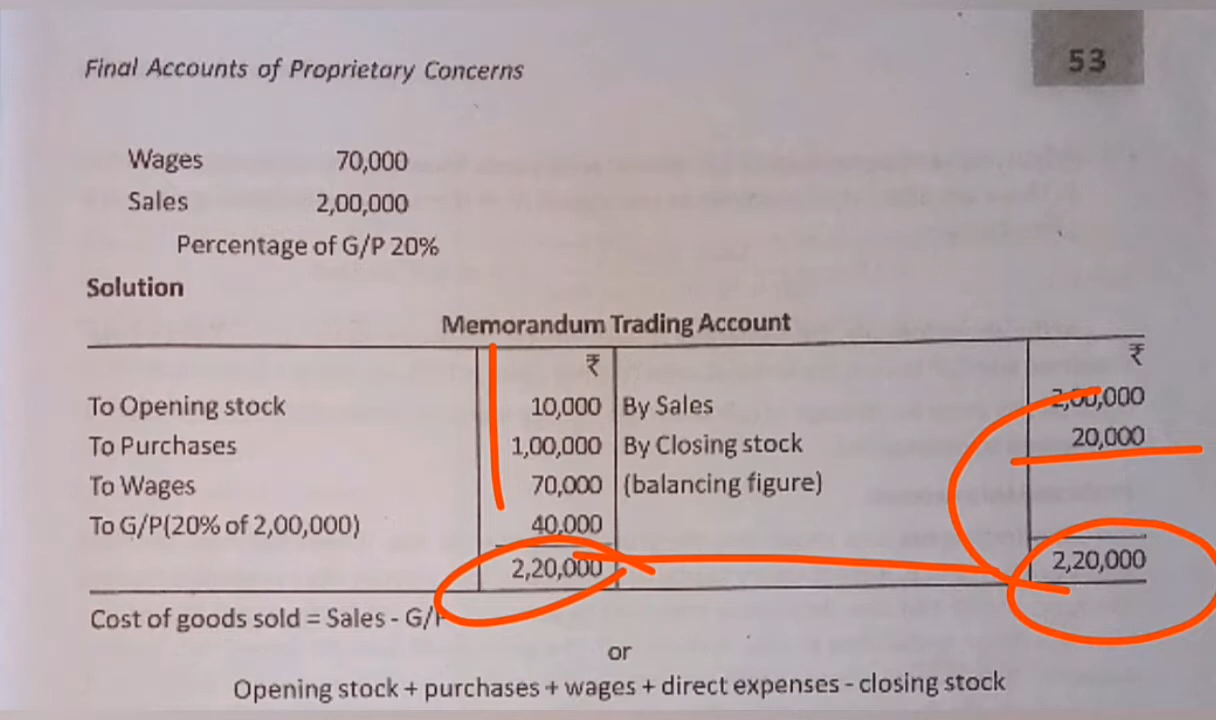 Final Accounts of Proprietary Concerns
53
Wages 70,000
Sales 2,00,000
Percentage of G/P 20%
Solution
Memorandum Trading Account
₹ ₹
To Opening stock 10,000 By Sales 2,00,000
To Purchases 1,00,000 By Closing stock 20,000
To Wages 70,000 (balancing figure)
To G/P(20% of 2,00,000) 40,000
2,20,000 2,20,000
Cost of goods sold = Sales - G/P
or
Opening stock + purchases + wages + direct expenses - closing stock